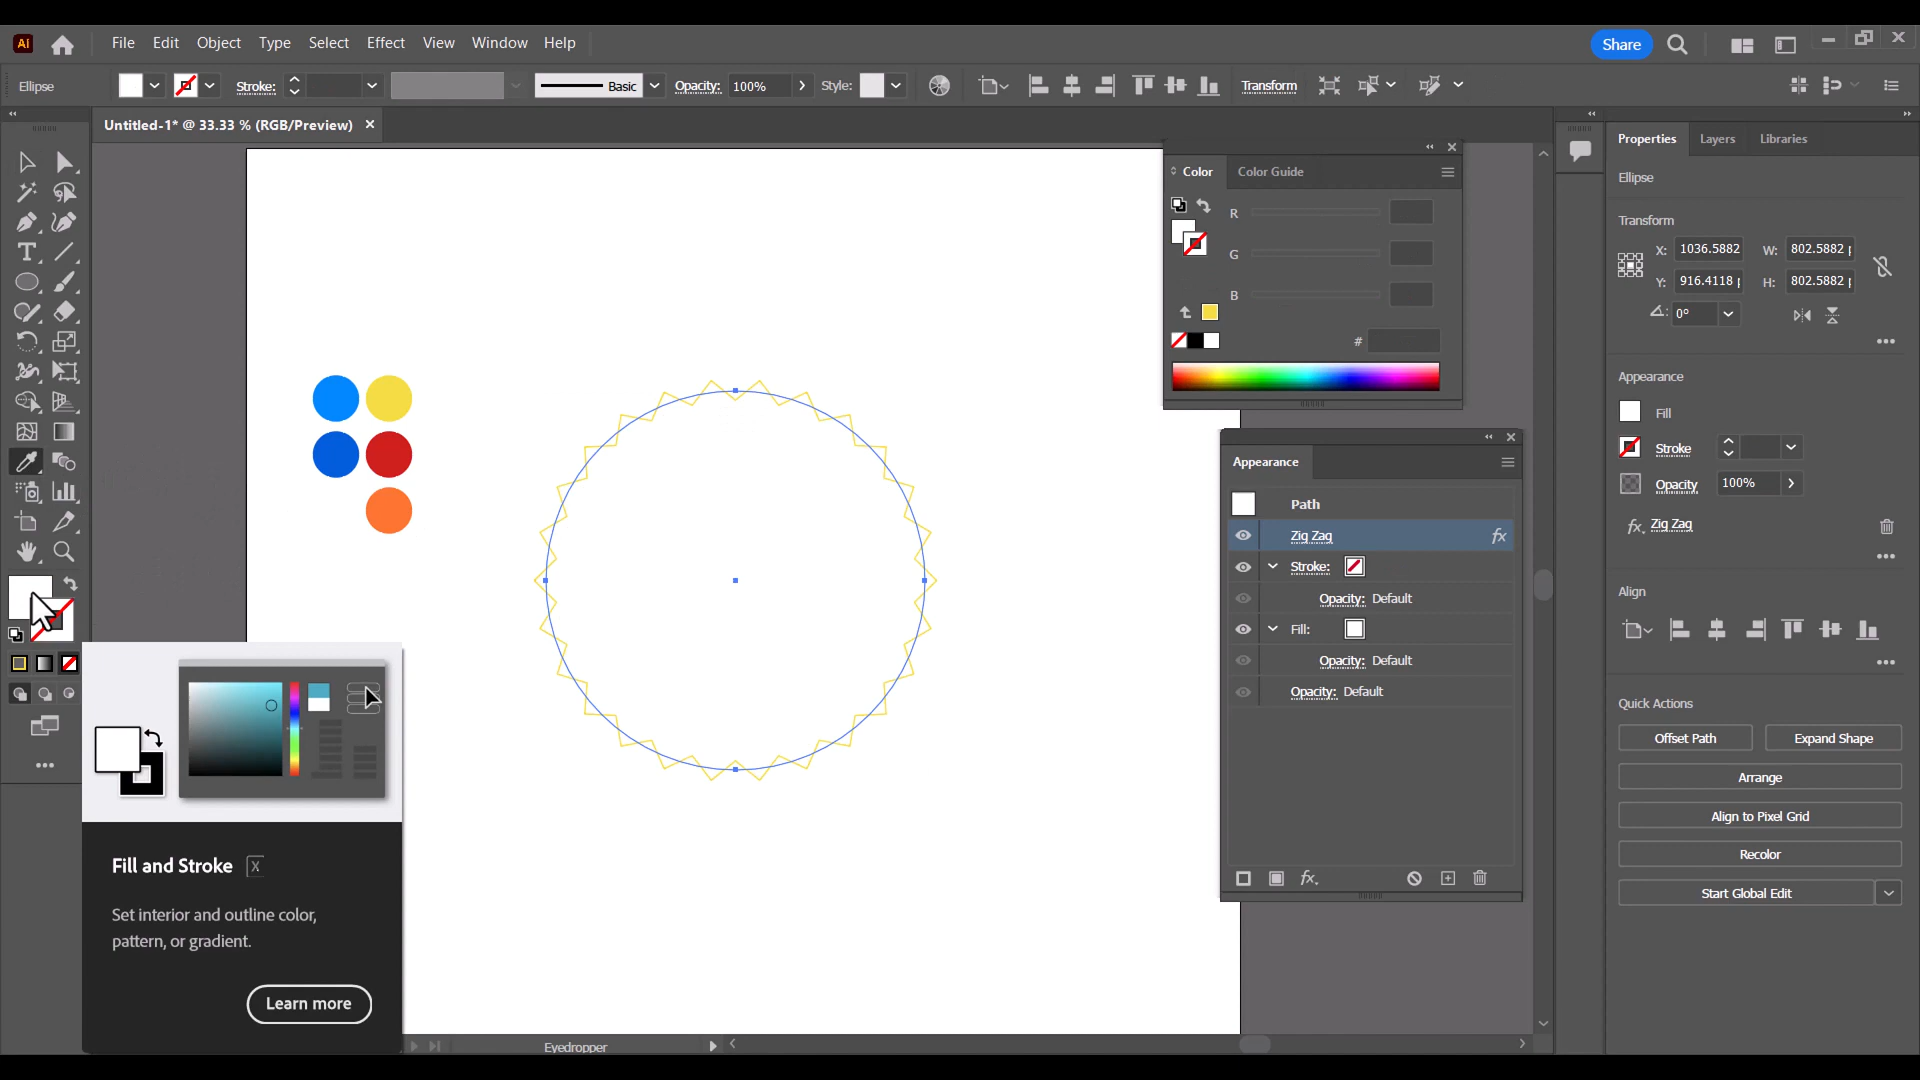 Ai File Edit Object Type Select Effect View Window Help Share
Ellipse Stroke: Basic Opacity: 100% Style: Transform
Untitled-1* @ 33.33 % (RGB/Preview)
Color Color Guide
R
G
B
#
Appearance
Path
Zig Zag fx
Stroke:
Opacity: Default
Fill:
Opacity: Default
Opacity: Default
fx
Properties Layers Libraries
Ellipse
Transform
X: 1036.5882 W: 802.5882
Y: 916.4118 H: 802.5882
0°
Appearance
Fill
Stroke
Opacity 100%
fx Zig Zag
Align
Quick Actions
Offset Path Expand Shape
Arrange
Align to Pixel Grid
Recolor
Start Global Edit
Fill and Stroke X
Set interior and outline color,
pattern, or gradient.
Learn more
Eyedropper